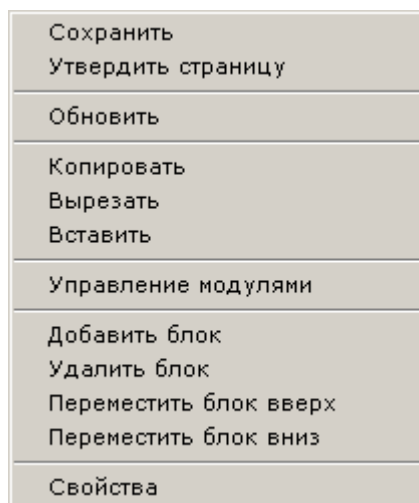 Сохранить
Утвердить страницу
Обновить
Копировать
Вырезать
Вставить
Управление модулями
Добавить блок
Удалить блок
Переместить блок вверх
Переместить блок вниз
Свойства